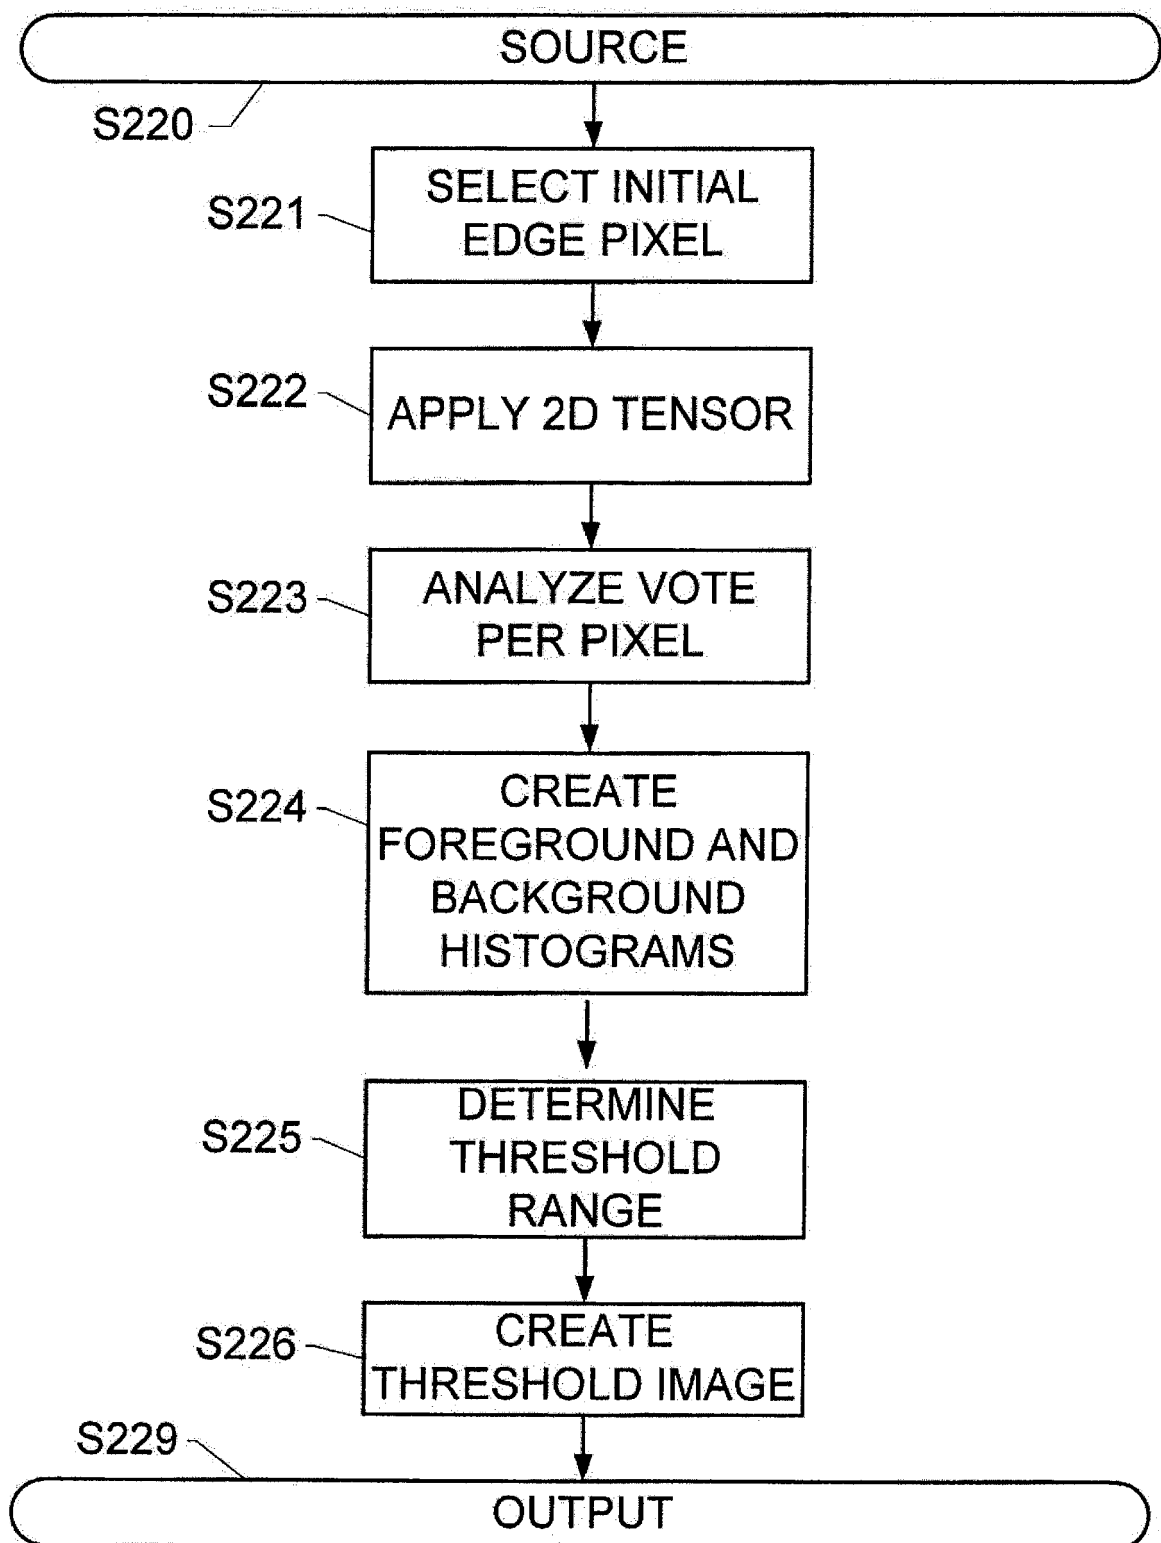 SOURCE
S220
SELECT INITIAL
EDGE PIXEL
S221
APPLY 2D TENSOR
S222
ANALYZE VOTE
PER PIXEL
S223
CREATE
FOREGROUND AND
BACKGROUND
HISTOGRAMS
S224
DETERMINE
THRESHOLD
RANGE
S225
CREATE
THRESHOLD IMAGE
S226
S229
OUTPUT